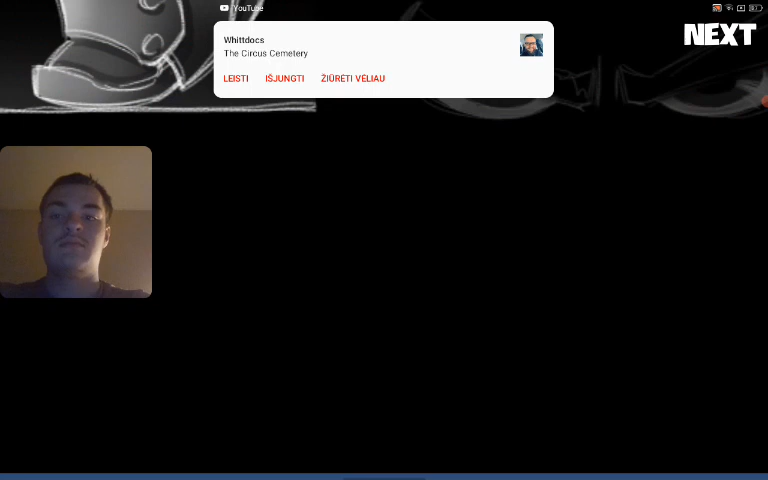 YouTube
NEXT
Whittdocs
The Circus Cemetery
LEISTI IŠJUNGTI ŽIŪRĖTI VĖLIAU